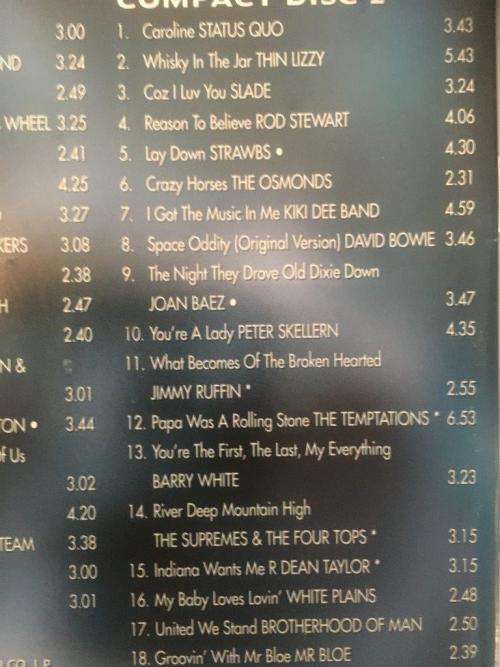 COMPACT DISC 2
3.00
ND 3.24
2.49
WHEEL 3.25
2.41
4.25
3.27
KERS 3.08
2.38
H 2.47
2.40
N &
3.01
TON • 3.44
of Us
3.02
4.20
TEAM 3.38
3.00
3.01
1. Caroline STATUS QUO 3.43
2. Whisky In The Jar THIN LIZZY 5.43
3. Coz I Luv You SLADE 3.24
4. Reason To Believe ROD STEWART 4.06
5. Lay Down STRAWBS • 4.30
6. Crazy Horses THE OSMONDS 2.31
7. I Got The Music In Me KIKI DEE BAND 4.59
8. Space Oddity (Original Version) DAVID BOWIE 3.46
9. The Night They Drove Old Dixie Down
JOAN BAEZ • 3.47
10. You're A Lady PETER SKELLERN 4.35
11. What Becomes Of The Broken Hearted
JIMMY RUFFIN * 2.55
12. Papa Was A Rolling Stone THE TEMPTATIONS * 6.53
13. You're The First, The Last, My Everything
BARRY WHITE 3.23
14. River Deep Mountain High
THE SUPREMES & THE FOUR TOPS * 3.15
15. Indiana Wants Me R DEAN TAYLOR * 3.15
16. My Baby Loves Lovin' WHITE PLAINS 2.48
17. United We Stand BROTHERHOOD OF MAN 2.50
18. Groovin' With Mr Bloe MR BLOE 2.39